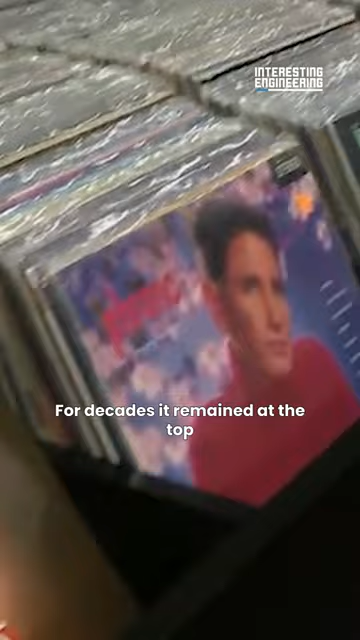 INTERESTING
ENGINEERING
For decades it remained at the
top